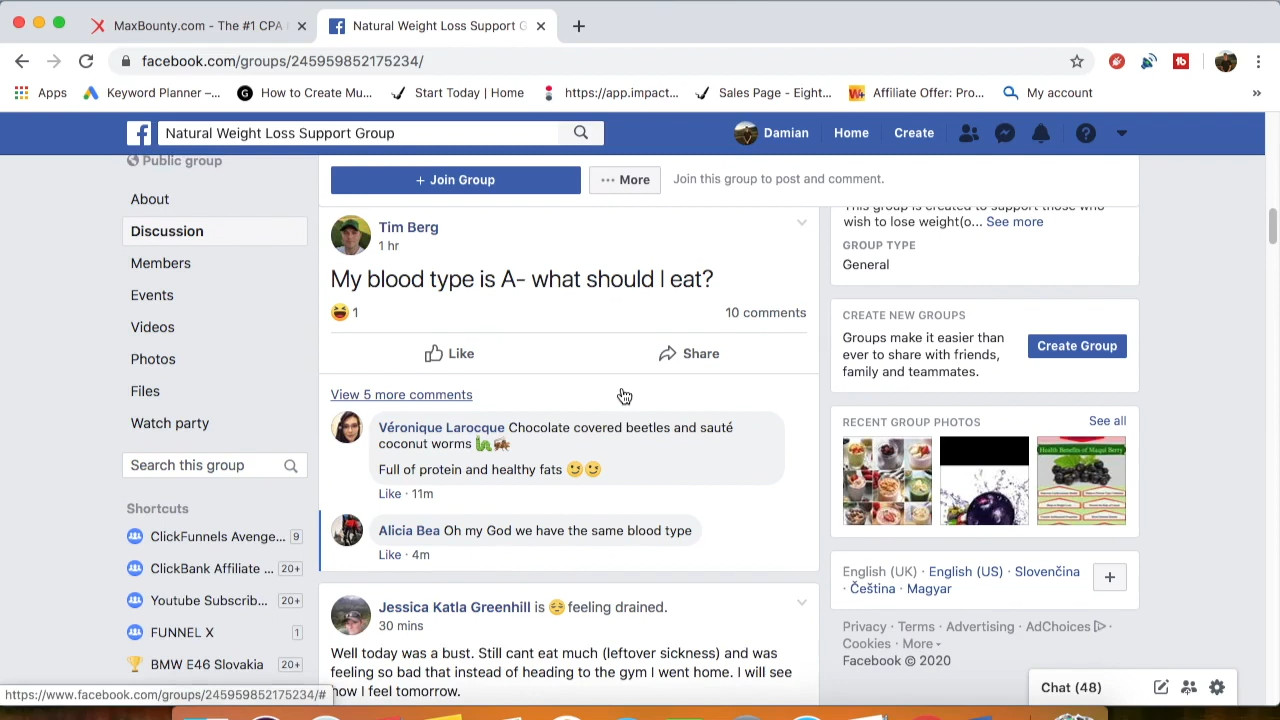 MaxBounty.com - The #1 CPA
Natural Weight Loss Support G
facebook.com/groups/245959852175234/
Apps
Keyword Planner –...
How to Create Mu...
Start Today | Home
https://app.impact...
Sales Page - Eight...
Affiliate Offer: Pro...
My account
»
Natural Weight Loss Support Group
Damian
Home
Create
Public group
About
Discussion
Members
Events
Videos
Photos
Files
Watch party
Search this group
Shortcuts
ClickFunnels Avenge... 9
ClickBank Affiliate ... 20+
Youtube Subscrib... 20+
FUNNEL X 1
BMW E46 Slovakia 20+
https://www.facebook.com/groups/245959852175234/#
+ Join Group
••• More
Join this group to post and comment.
Tim Berg
1 hr
My blood type is A- what should I eat?
😆 1
10 comments
Like
Share
View 5 more comments
Véronique Larocque Chocolate covered beetles and sauté
coconut worms 🐛🦗
Full of protein and healthy fats 😉😉
Like · 11m
Alicia Bea Oh my God we have the same blood type
Like · 4m
Jessica Katla Greenhill is 😔 feeling drained.
30 mins
Well today was a bust. Still cant eat much (leftover sickness) and was
feeling so bad that instead of heading to the gym I went home. I will see
how I feel tomorrow.
This group is created to support those who
wish to lose weight(o... See more
GROUP TYPE
General
CREATE NEW GROUPS
Groups make it easier than
ever to share with friends,
family and teammates.
Create Group
RECENT GROUP PHOTOS
See all
Health Benefits of Maqui Berry
English (UK) · English (US) · Slovenčina
· Čeština · Magyar
+
Privacy · Terms · Advertising · AdChoices ·
Cookies · More
Facebook © 2020
Chat (48)